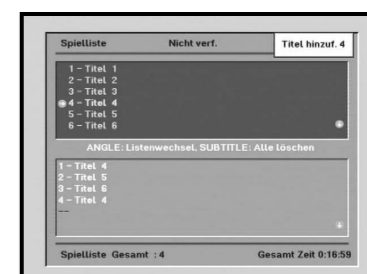 Spielliste Nicht verf. Titel hinzuf. 4
1 – Titel 1
2 – Titel 2
3 – Titel 3
4 – Titel 4
5 – Titel 5
6 – Titel 6
ANGLE: Listenwechsel, SUBTITLE: Alle löschen
1 – Titel 4
2 – Titel 5
3 – Titel 6
4 – Titel 4
––
Spielliste Gesamt : 4 Gesamt Zeit 0:16:59